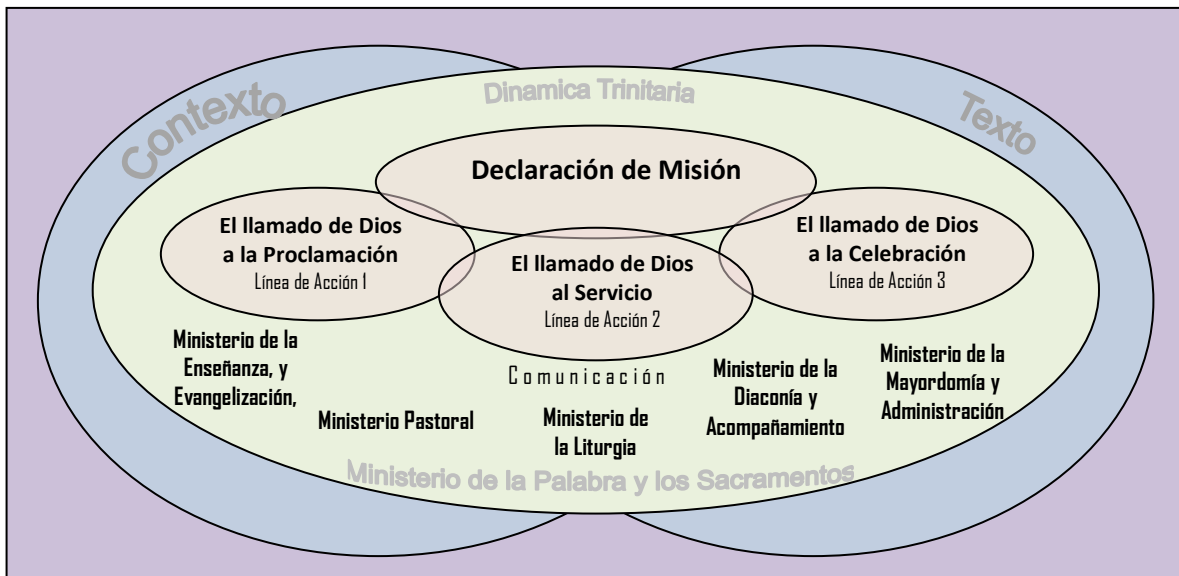 Contexto
Dinamica Trinitaria
Texto
Declaración de Misión
El llamado de Dios
a la Proclamación
Línea de Acción 1
El llamado de Dios
al Servicio
Línea de Acción 2
El llamado de Dios
a la Celebración
Línea de Acción 3
Ministerio de la
Enseñanza, y
Evangelización,
Ministerio Pastoral
Comunicación
Ministerio de
la Liturgia
Ministerio de la
Diaconía y
Acompañamiento
Ministerio de la
Mayordomía y
Administración
Ministerio de la Palabra y los Sacramentos